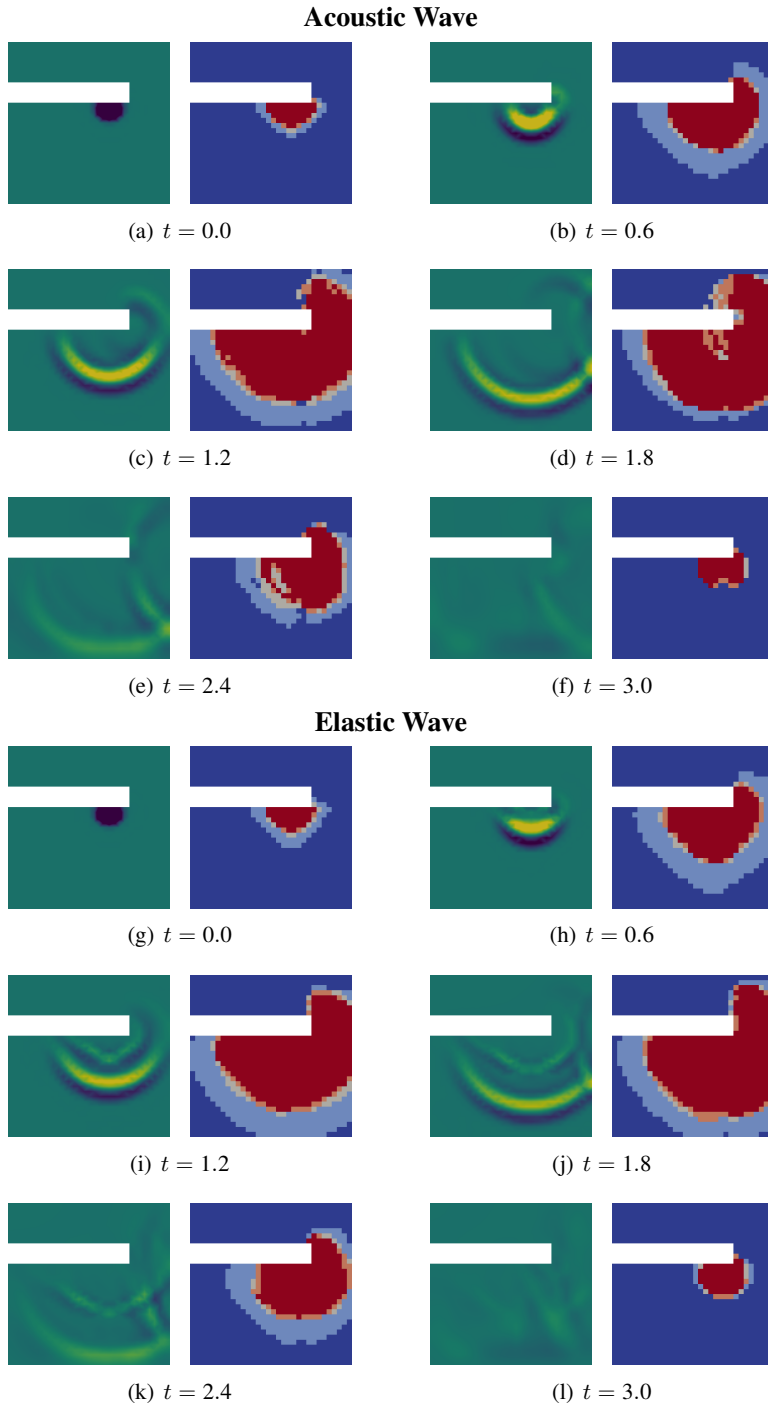 Acoustic Wave
(a) t = 0.0
(b) t = 0.6
(c) t = 1.2
(d) t = 1.8
(e) t = 2.4
(f) t = 3.0
Elastic Wave
(g) t = 0.0
(h) t = 0.6
(i) t = 1.2
(j) t = 1.8
(k) t = 2.4
(l) t = 3.0